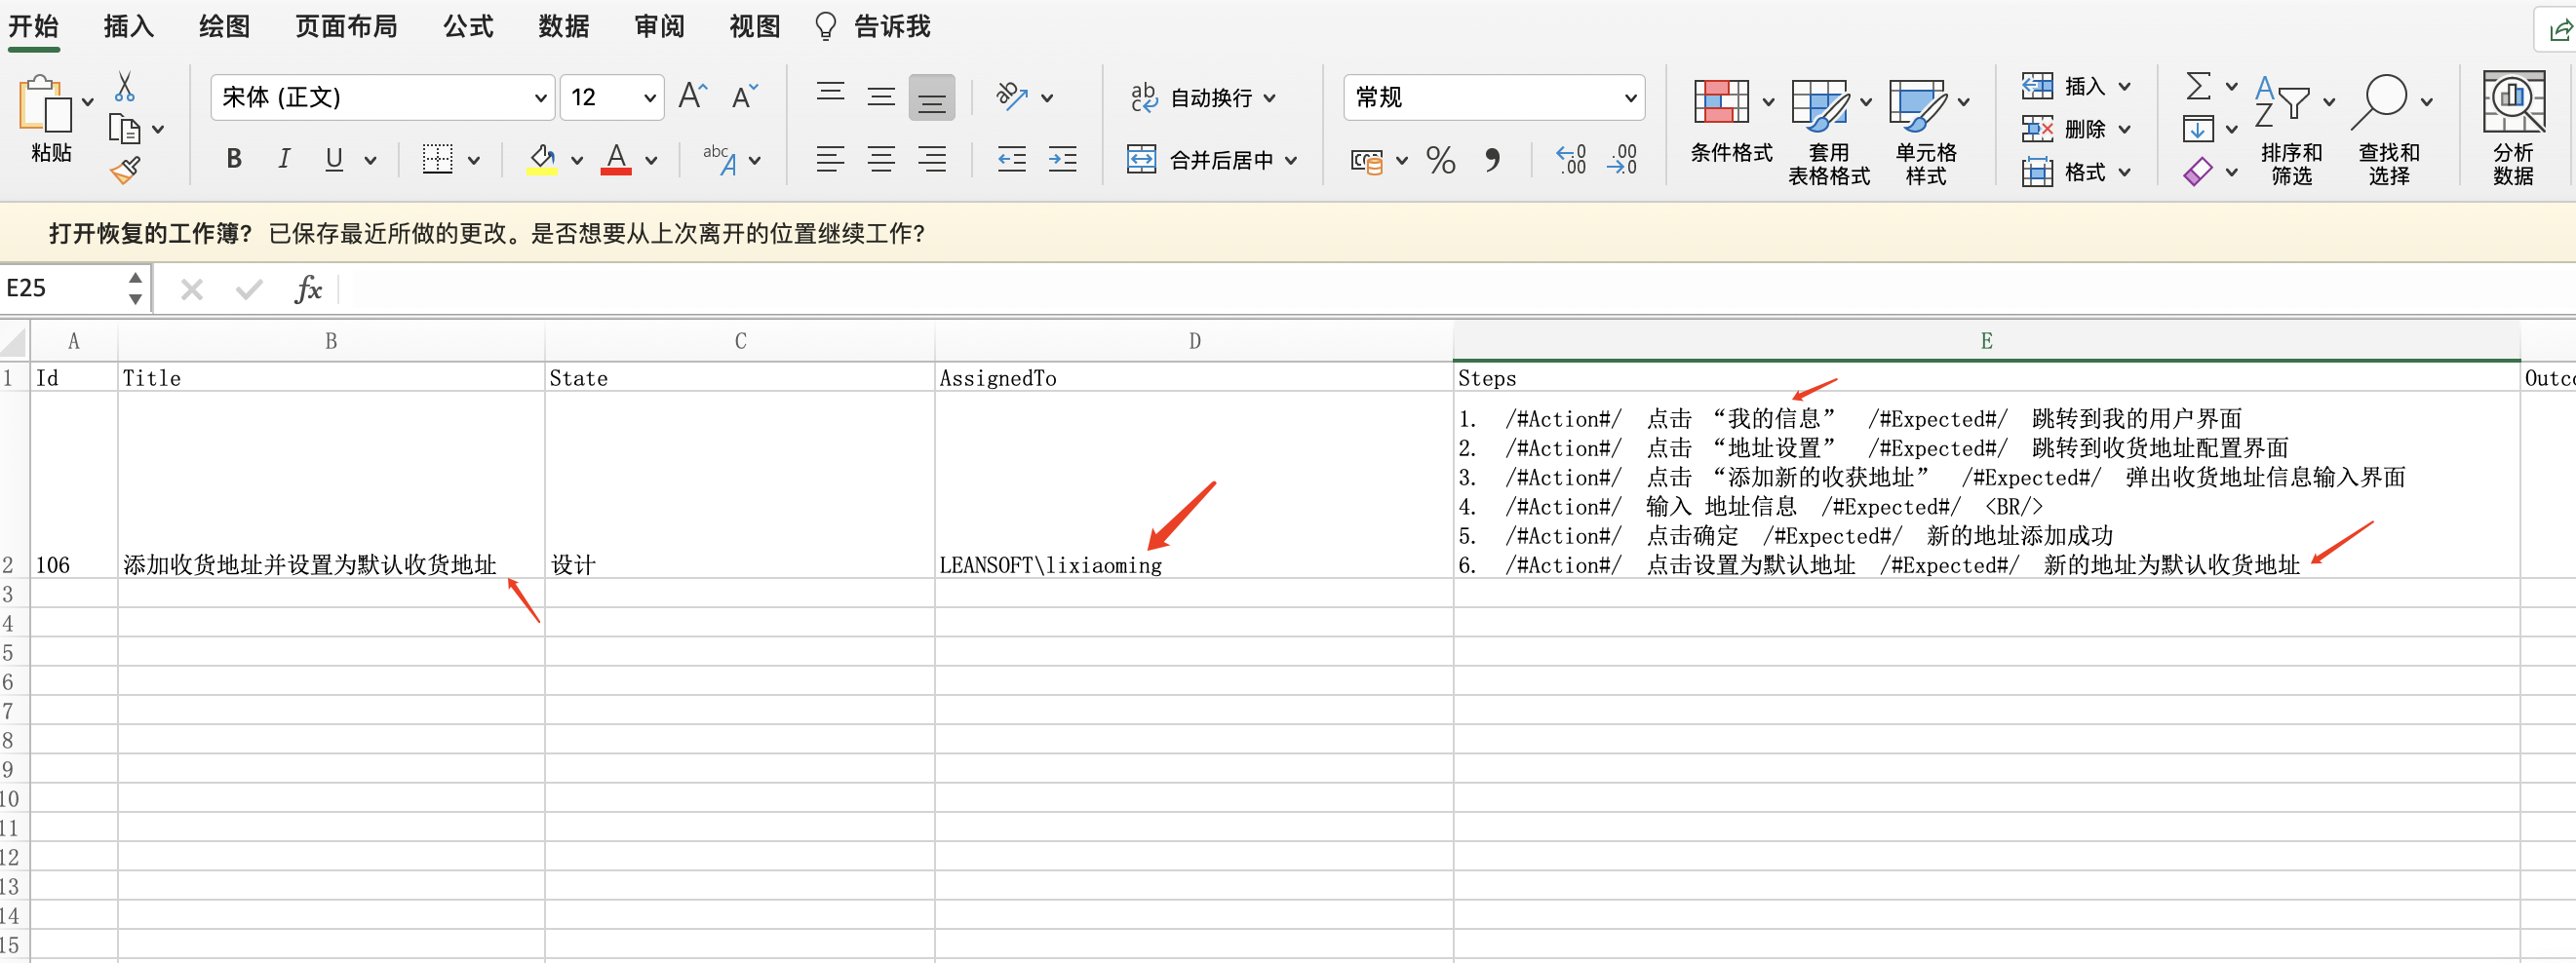 开始 插入 绘图 页面布局 公式 数据 审阅 视图 告诉我
宋体 (正文) 12 自动换行 常规 插入
删除
粘贴 B I U 合并后居中 % 条件格式 套用 表格格式 单元格 样式 格式 排序和 筛选 查找和 选择 分析 数据
打开恢复的工作簿? 已保存最近所做的更改。是否想要从上次离开的位置继续工作?
E25 fx
A B C D E
1 Id Title State AssignedTo Steps
1. /#Action#/ 点击 “我的信息” /#Expected#/ 跳转到我的用户界面
2. /#Action#/ 点击 “地址设置” /#Expected#/ 跳转到收货地址配置界面
3. /#Action#/ 点击 “添加新的收获地址” /#Expected#/ 弹出收货地址信息输入界面
4. /#Action#/ 输入 地址信息 /#Expected#/ <BR/>
5. /#Action#/ 点击确定 /#Expected#/ 新的地址添加成功
2 106 添加收货地址并设置为默认收货地址 设计 LEANSOFT\lixiaoming 6. /#Action#/ 点击设置为默认地址 /#Expected#/ 新的地址为默认收货地址
3
4
5
6
7
8
9
10
11
12
13
14
15